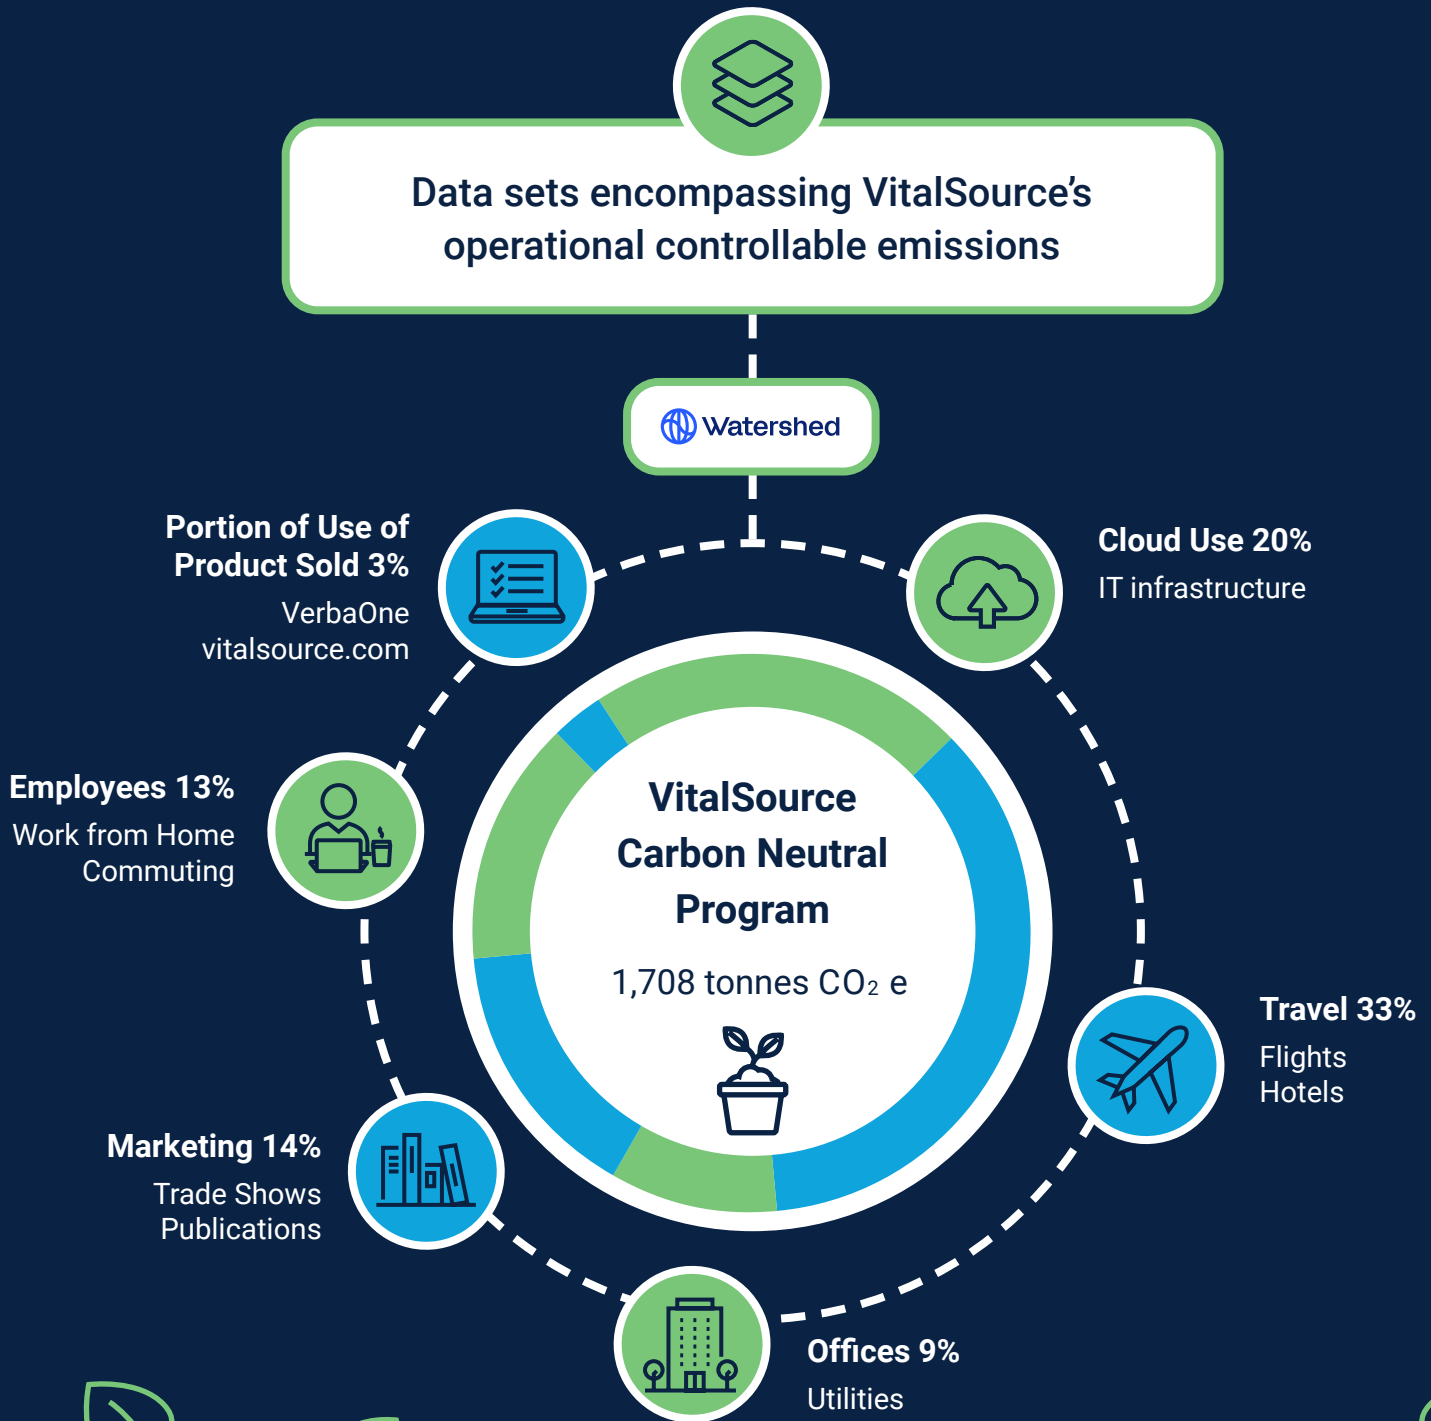 Data sets encompassing VitalSource’s
operational controllable emissions
Watershed
Portion of Use of
Product Sold 3%
VerbaOne
vitalsource.com
Cloud Use 20%
IT infrastructure
Employees 13%
Work from Home
Commuting
VitalSource
Carbon Neutral
Program
1,708 tonnes CO₂ e
Travel 33%
Flights
Hotels
Marketing 14%
Trade Shows
Publications
Offices 9%
Utilities